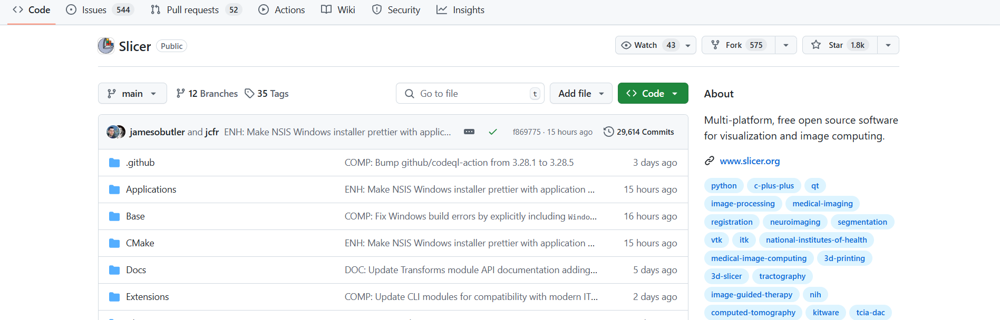 Code Issues 544 Pull requests 52 Actions Wiki Security Insights
Slicer Public Watch 43 Fork 575 Star 1.8k
main 12 Branches 35 Tags Go to file t Add file Code
jamesobutler and jcfr ENH: Make NSIS Windows installer prettier with applic... f869775 · 15 hours ago 29,614 Commits
.github COMP: Bump github/codeql-action from 3.28.1 to 3.28.5 3 days ago
Applications ENH: Make NSIS Windows installer prettier with application ... 15 hours ago
Base COMP: Fix Windows build errors by explicitly including Windo... 16 hours ago
CMake ENH: Make NSIS Windows installer prettier with application ... 15 hours ago
Docs DOC: Update Transforms module API documentation adding... 5 days ago
Extensions COMP: Update CLI modules for compatibility with modern IT... 2 days ago
About
Multi-platform, free open source software
for visualization and image computing.
www.slicer.org
python c-plus-plus qt
image-processing medical-imaging
registration neuroimaging segmentation
vtk itk national-institutes-of-health
medical-image-computing 3d-printing
3d-slicer tractography
image-guided-therapy nih
computed-tomography kitware tcia-dac